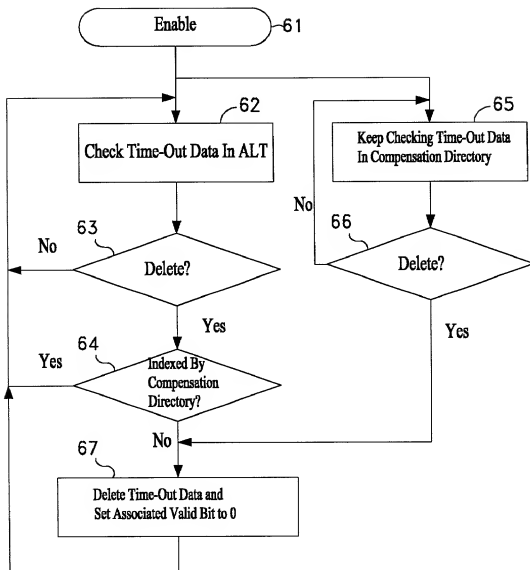 Enable
61
62
Check Time-Out Data In ALT
65
Keep Checking Time-Out Data
In Compensation Directory
63
No
Delete?
Yes
66
No
Delete?
Yes
64
Yes
Indexed By
Compensation
Directory?
No
67
Delete Time-Out Data and
Set Associated Valid Bit to 0